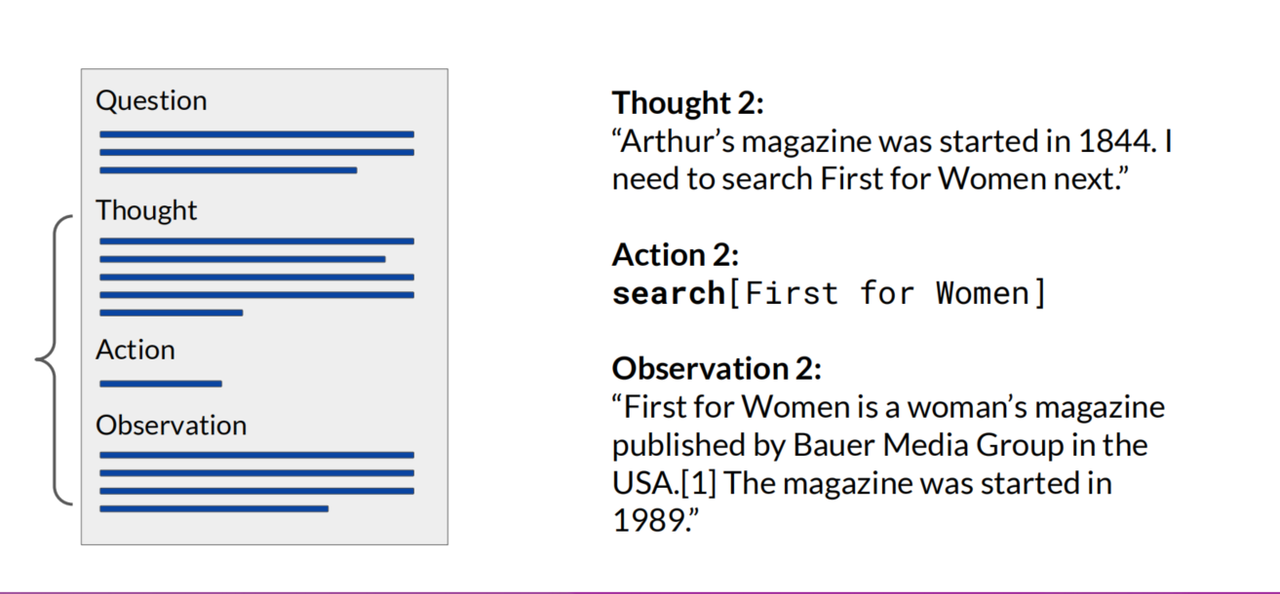 Question
Thought
Action
Observation
Thought 2:
“Arthur’s magazine was started in 1844. I
need to search First for Women next.”
Action 2:
search[First for Women]
Observation 2:
“First for Women is a woman’s magazine
published by Bauer Media Group in the
USA.[1] The magazine was started in
1989.”